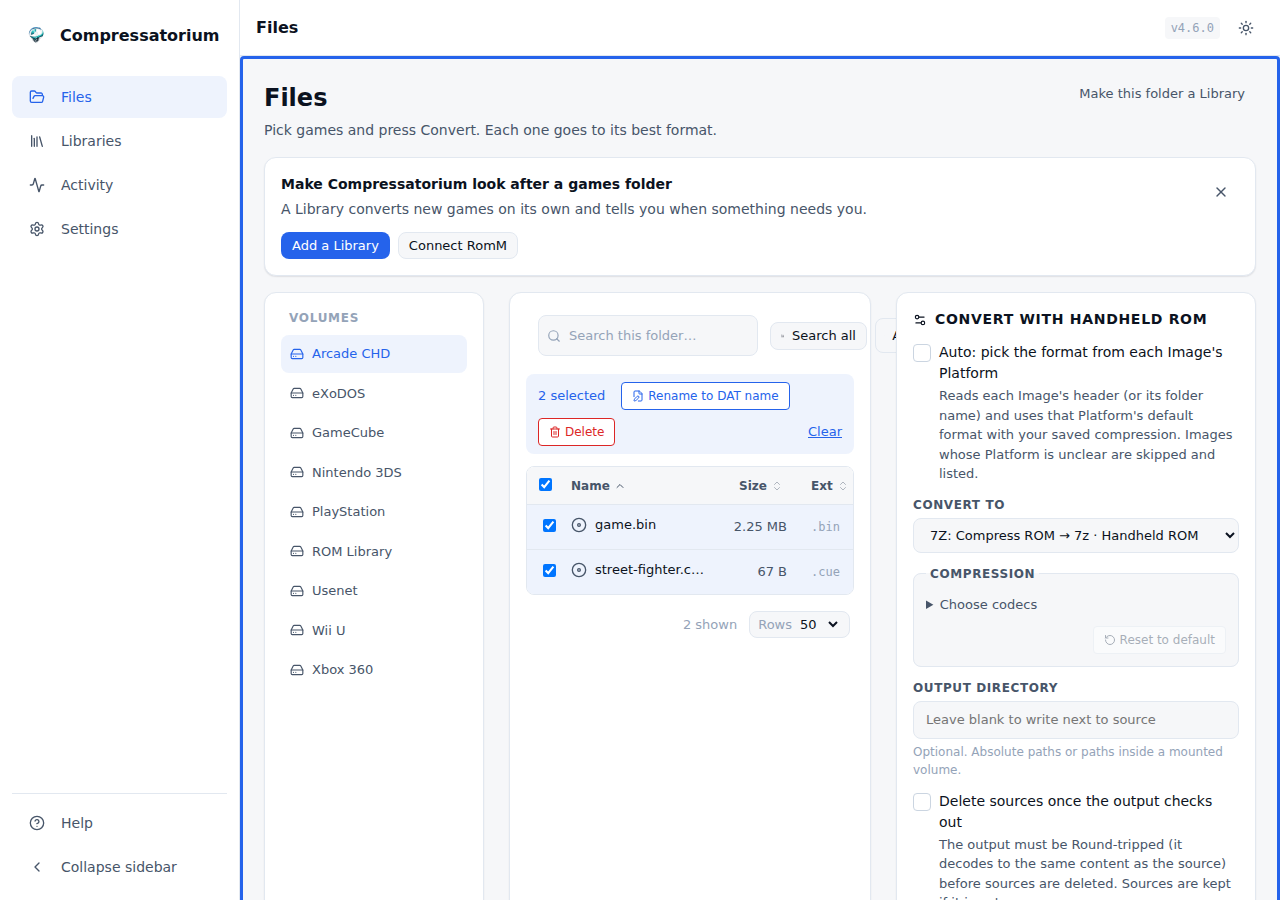 Compressatorium
Files
Libraries
Activity
Settings
Help
Collapse sidebar
Files
v4.6.0
Files
Make this folder a Library
Pick games and press Convert. Each one goes to its best format.
Make Compressatorium look after a games folder
A Library converts new games on its own and tells you when something needs you.
Add a Library
Connect RomM
VOLUMES
Arcade CHD
eXoDOS
GameCube
Nintendo 3DS
PlayStation
ROM Library
Usenet
Wii U
Xbox 360
Search this folder…
Search all
2 selected
Rename to DAT name
Delete
Clear
Name Size Ext
game.bin 2.25 MB .bin
street-fighter.c… 67 B .cue
2 shown
Rows 50
CONVERT WITH HANDHELD ROM
Auto: pick the format from each Image's
Platform
Reads each Image's header (or its folder
name) and uses that Platform's default
format with your saved compression. Images
whose Platform is unclear are skipped and
listed.
CONVERT TO
7Z: Compress ROM → 7z · Handheld ROM
COMPRESSION
Choose codecs
Reset to default
OUTPUT DIRECTORY
Leave blank to write next to source
Optional. Absolute paths or paths inside a mounted
volume.
Delete sources once the output checks
out
The output must be Round-tripped (it
decodes to the same content as the source)
before sources are deleted. Sources are kept